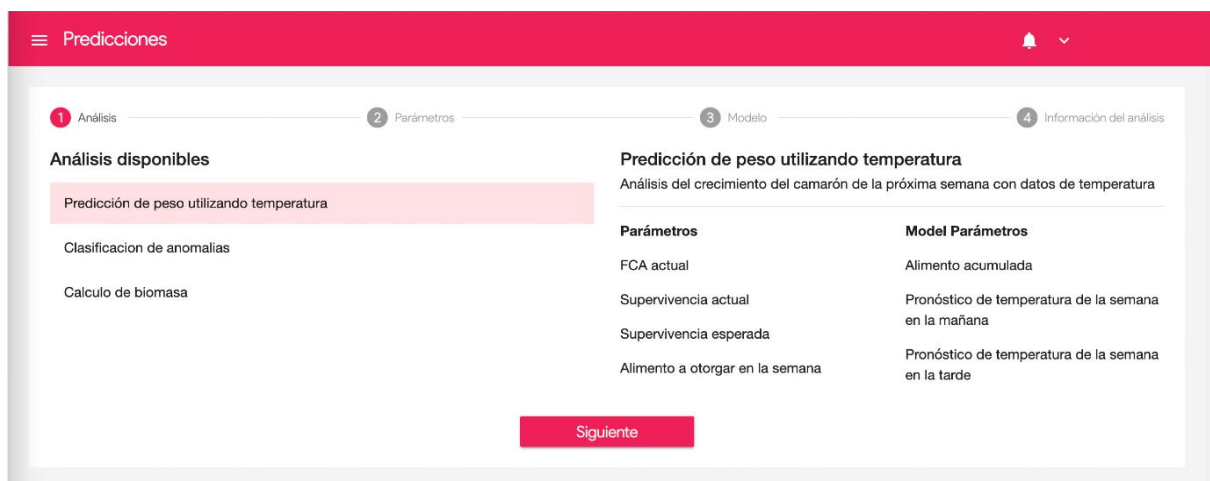 Predicciones
1 Análisis
2 Parámetros
3 Modelo
4 Información del análisis
Análisis disponibles
Predicción de peso utilizando temperatura
Clasificacion de anomalias
Calculo de biomasa
Predicción de peso utilizando temperatura
Análisis del crecimiento del camarón de la próxima semana con datos de temperatura
Parámetros
FCA actual
Supervivencia actual
Supervivencia esperada
Alimento a otorgar en la semana
Model Parámetros
Alimento acumulada
Pronóstico de temperatura de la semana
en la mañana
Pronóstico de temperatura de la semana
en la tarde
Siguiente